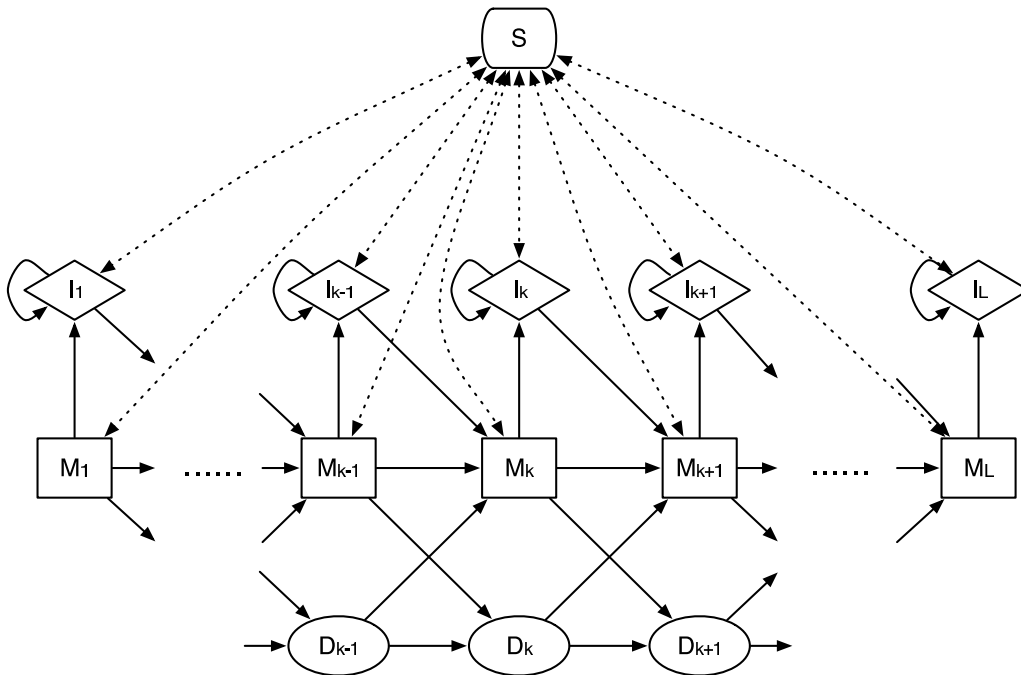 S
I1 Ik-1 Ik Ik+1 IL
M1 ...... Mk-1 Mk Mk+1 ...... ML
Dk-1 Dk Dk+1